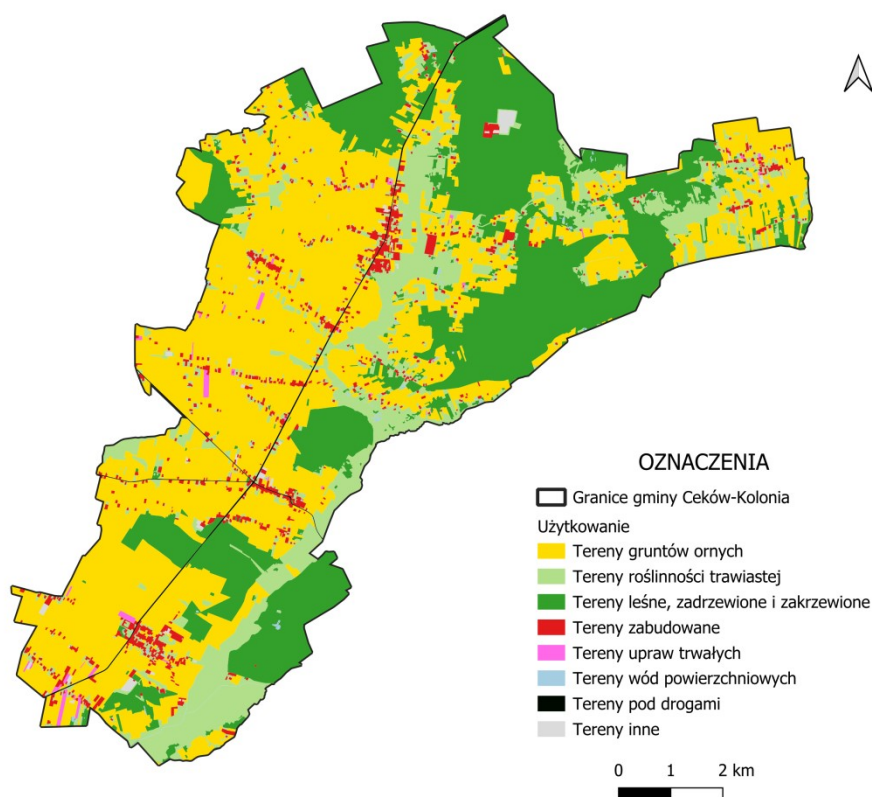 OZNACZENIA
Granice gminy Ceków-Kolonia
Użytkowanie
Tereny gruntów ornych
Tereny roślinności trawiastej
Tereny leśne, zadrzewione i zakrzewione
Tereny zabudowane
Tereny upraw trwałych
Tereny wód powierzchniowych
Tereny pod drogami
Tereny inne
0 1 2 km